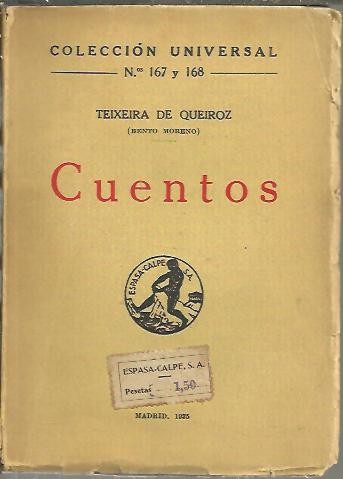 COLECCIÓN UNIVERSAL
N.os 167 y 168
TEIXEIRA DE QUEIROZ
(BENTO MORENO)
Cuentos
ESPASA-CALPE, S.A.
ESPASA-CALPE, S. A.
Pesetas 1,50
MADRID, 1935